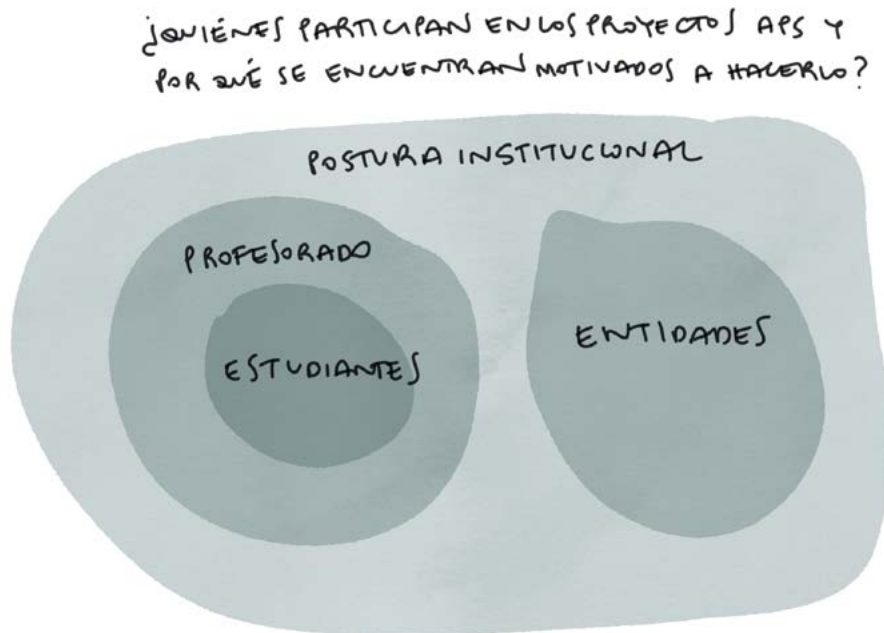 ¿QUIÉNES PARTICIPAN EN LOS PROYECTOS APS Y
POR QUÉ SE ENCUENTRAN MOTIVADOS A HACERLO?
POSTURA INSTITUCIONAL
PROFESORADO
ESTUDIANTES
ENTIDADES